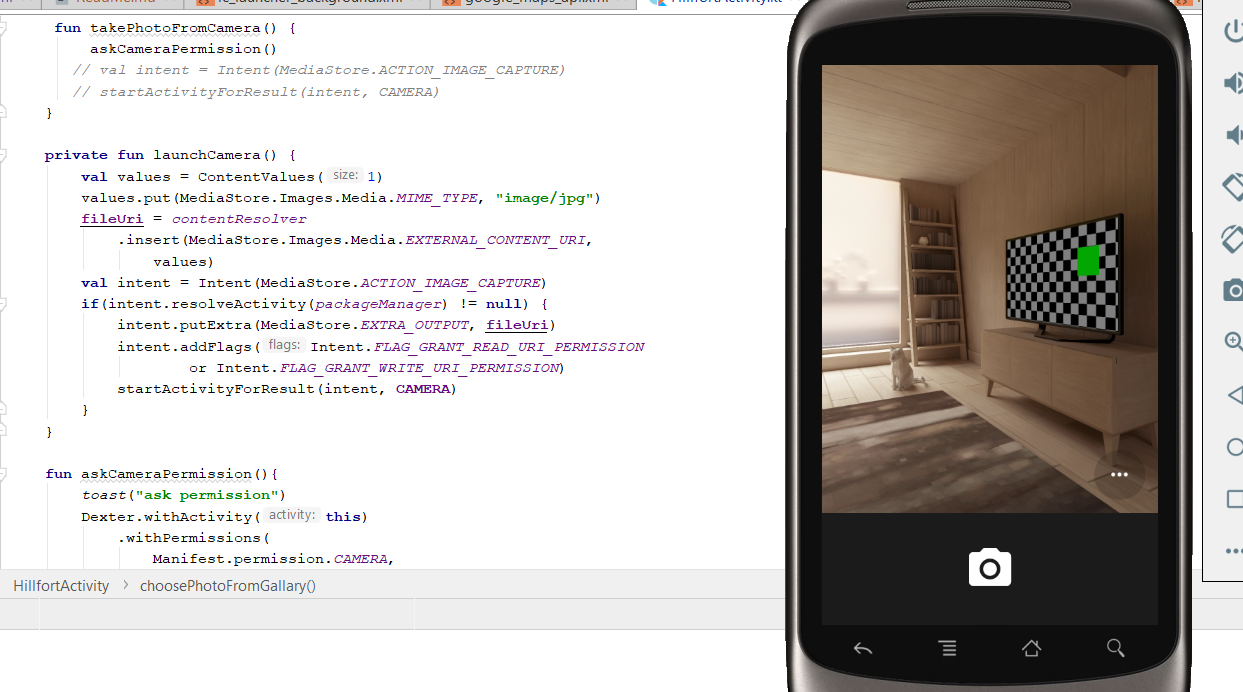 fun takePhotoFromCamera() {
askCameraPermission()
// val intent = Intent(MediaStore.ACTION_IMAGE_CAPTURE)
// startActivityForResult(intent, CAMERA)
}
private fun launchCamera() {
val values = ContentValues( size: 1)
values.put(MediaStore.Images.Media.MIME_TYPE, "image/jpg")
fileUri = contentResolver
.insert(MediaStore.Images.Media.EXTERNAL_CONTENT_URI,
values)
val intent = Intent(MediaStore.ACTION_IMAGE_CAPTURE)
if(intent.resolveActivity(packageManager) != null) {
intent.putExtra(MediaStore.EXTRA_OUTPUT, fileUri)
intent.addFlags( flags: Intent.FLAG_GRANT_READ_URI_PERMISSION
or Intent.FLAG_GRANT_WRITE_URI_PERMISSION)
startActivityForResult(intent, CAMERA)
}
}
fun askCameraPermission(){
toast("ask permission")
Dexter.withActivity( activity: this)
.withPermissions(
Manifest.permission.CAMERA,
HillfortActivity > choosePhotoFromGallary()